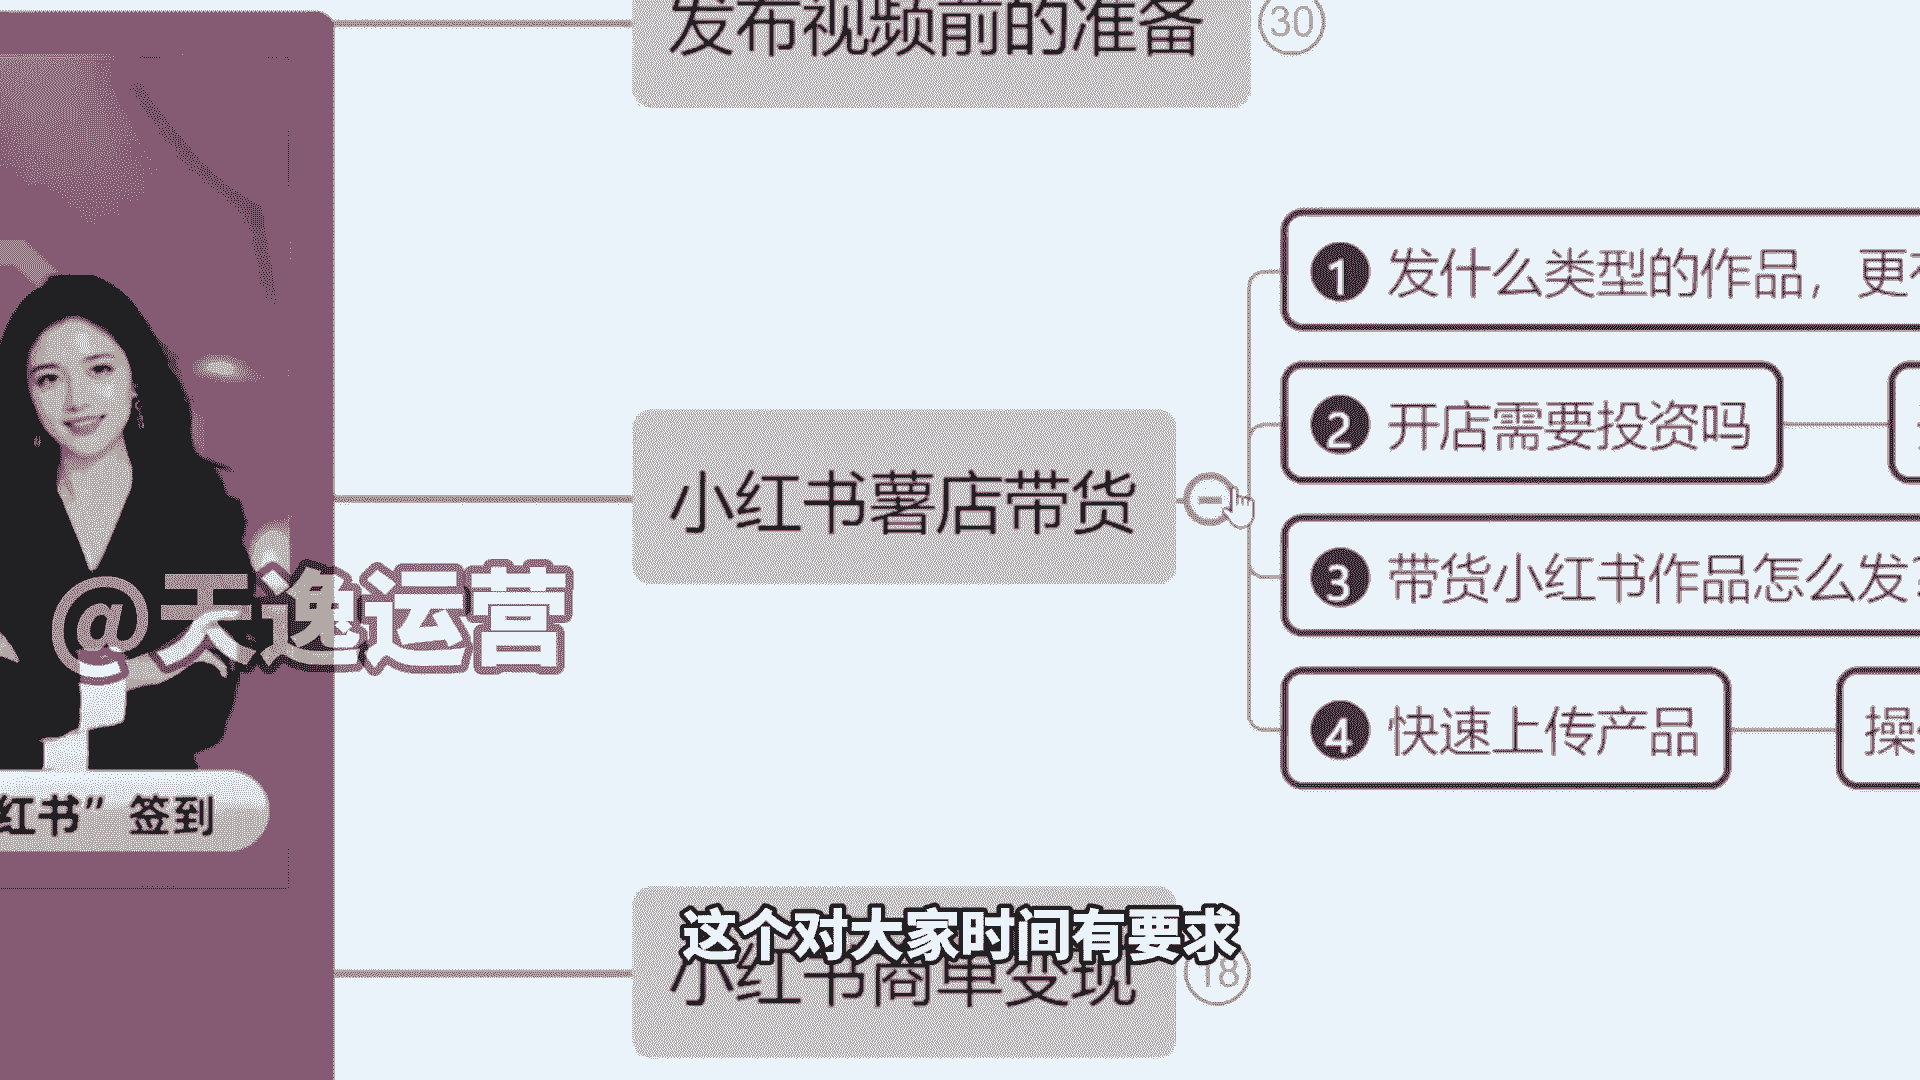 发布视频前的准备
30
1 发什么类型的作品，更
2 开店需要投资吗
小红书薯店带货
3 带货小红书作品怎么发?
@天逸运营
4 快速上传产品
操
红书”签到
这个对大家时间有要求
小红书商单变现
18